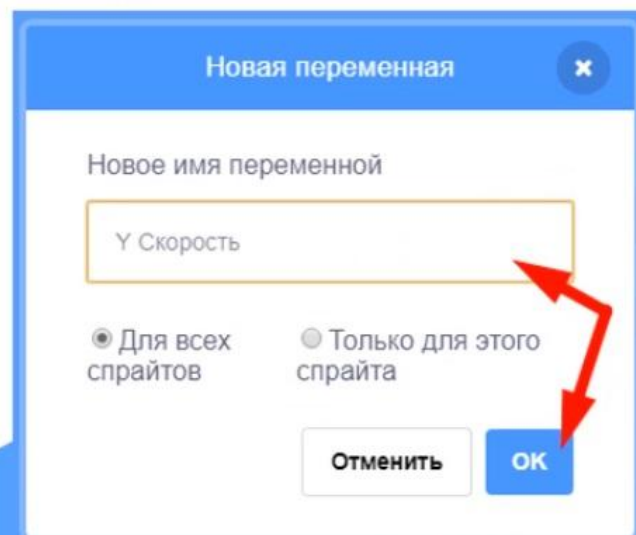 Новая переменная
Новое имя переменной
Y Скорость
Для всех Только для этого
спрайтов спрайта
Отменить OK